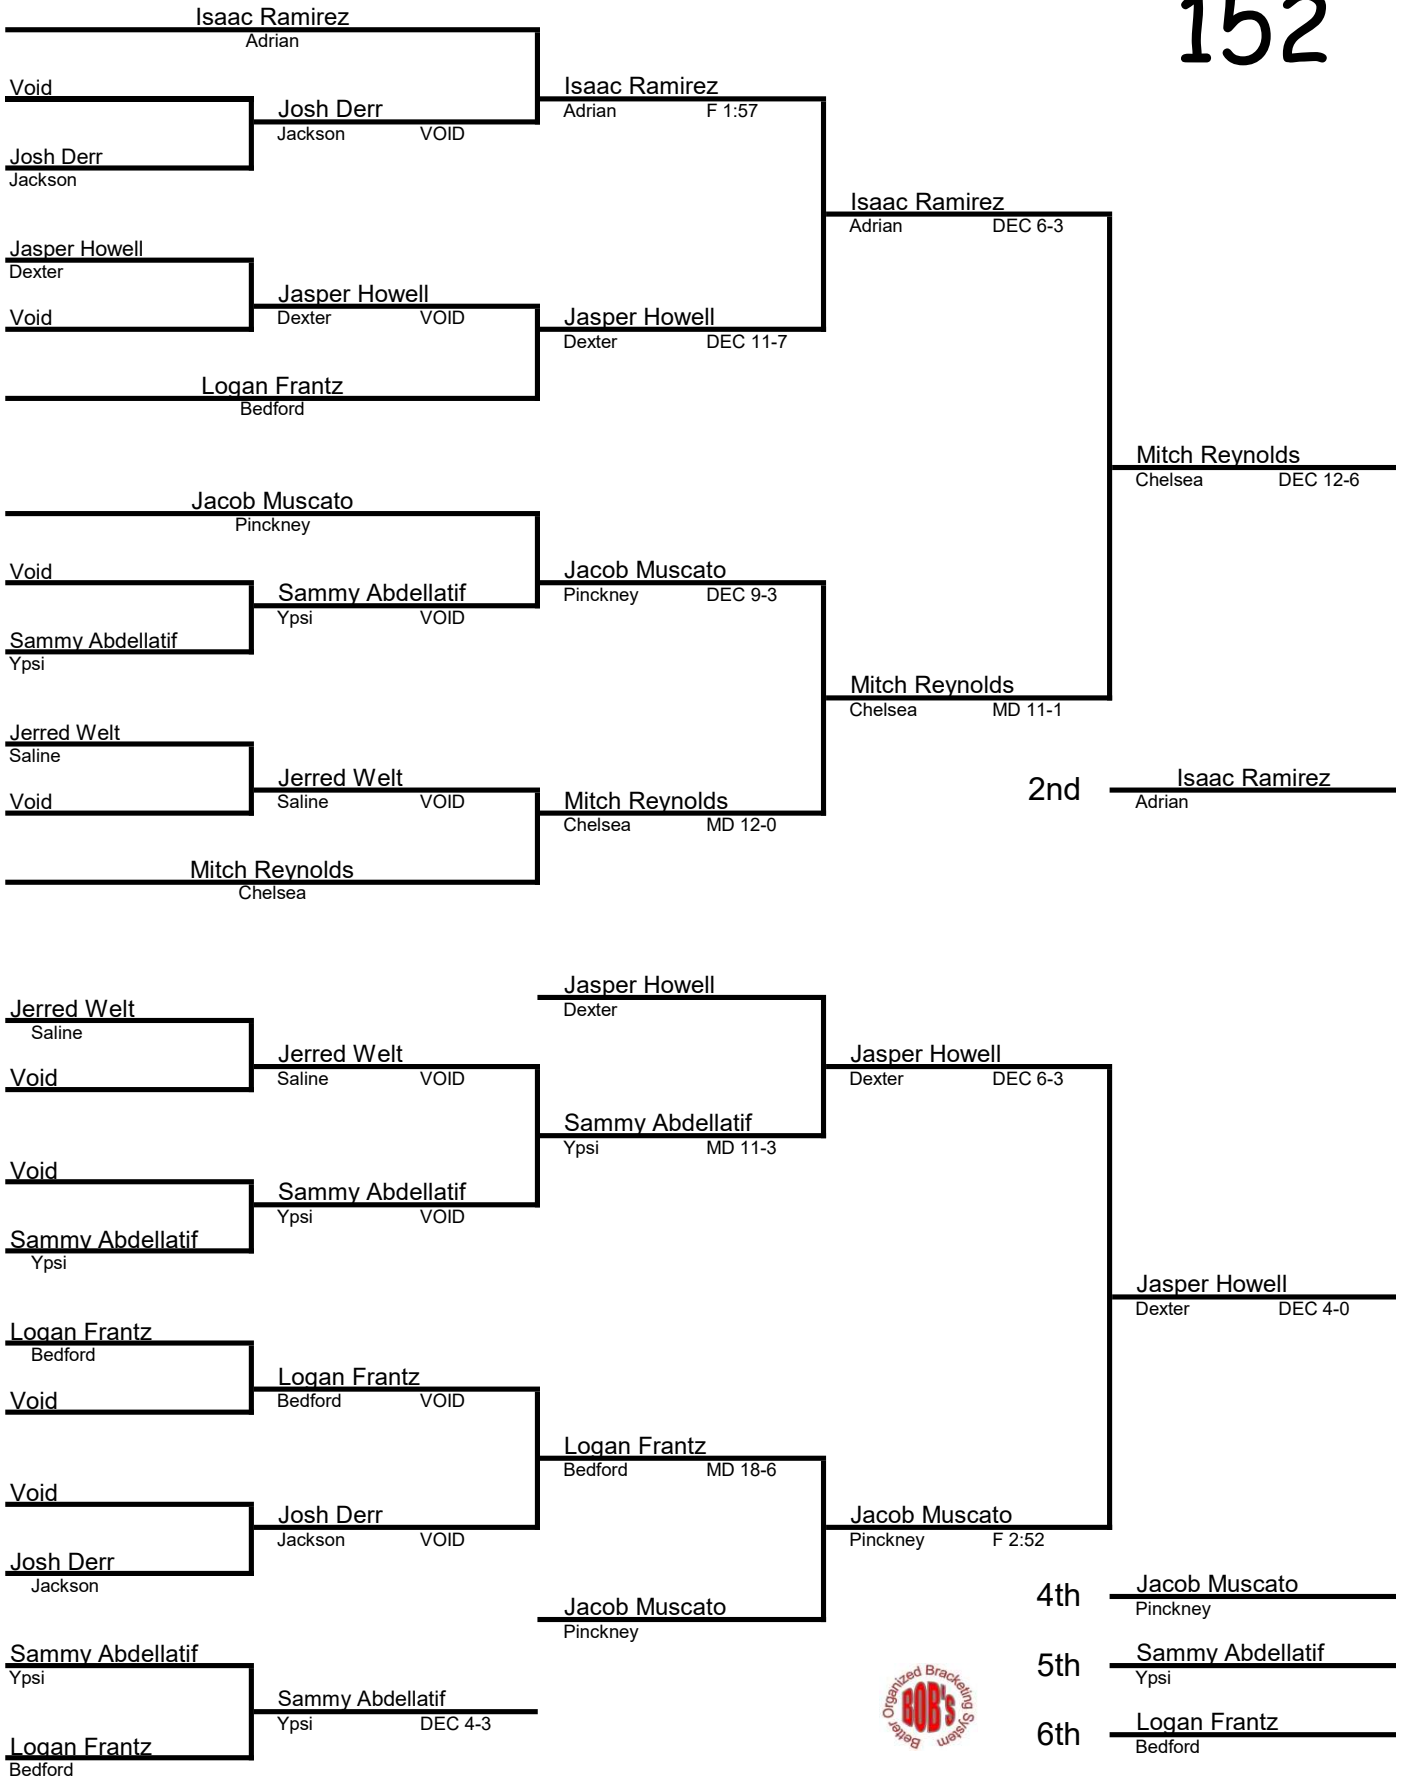 152
Isaac Ramirez
Adrian
Void
Josh Derr
Jackson VOID
Josh Derr
Jackson
Isaac Ramirez
Adrian F 1:57
Jasper Howell
Dexter
Jasper Howell
Dexter VOID
Void
Jasper Howell
Dexter DEC 11-7
Logan Frantz
Bedford
Isaac Ramirez
Adrian DEC 6-3
Mitch Reynolds
Chelsea DEC 12-6
Jacob Muscato
Pinckney
Void
Sammy Abdellatif
Ypsi VOID
Sammy Abdellatif
Ypsi
Jacob Muscato
Pinckney DEC 9-3
Mitch Reynolds
Chelsea MD 11-1
Jerred Welt
Saline
Jerred Welt
Saline VOID
Void
Mitch Reynolds
Chelsea MD 12-0
Mitch Reynolds
Chelsea
2nd Isaac Ramirez
Adrian
Jasper Howell
Dexter
Jerred Welt
Saline
Jerred Welt
Saline VOID
Void
Jasper Howell
Dexter DEC 6-3
Sammy Abdellatif
Ypsi MD 11-3
Void
Sammy Abdellatif
Ypsi VOID
Sammy Abdellatif
Ypsi
Jasper Howell
Dexter DEC 4-0
Logan Frantz
Bedford
Logan Frantz
Bedford VOID
Void
Logan Frantz
Bedford MD 18-6
Void
Josh Derr
Jackson VOID
Josh Derr
Jackson
Jacob Muscato
Pinckney F 2:52
Jacob Muscato
Pinckney
4th Jacob Muscato
Pinckney
Sammy Abdellatif
Ypsi
Sammy Abdellatif
Ypsi DEC 4-3
Logan Frantz
Bedford
Better Organized Bracketing System
BOB's
5th Sammy Abdellatif
Ypsi
6th Logan Frantz
Bedford